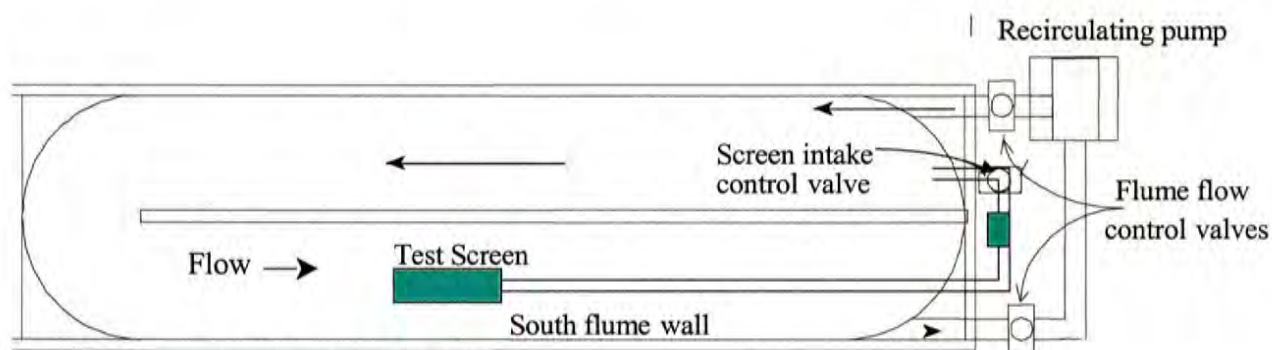 Recirculating pump
Screen intake
control valve
Flume flow
control valves
Test Screen
Flow
South flume wall